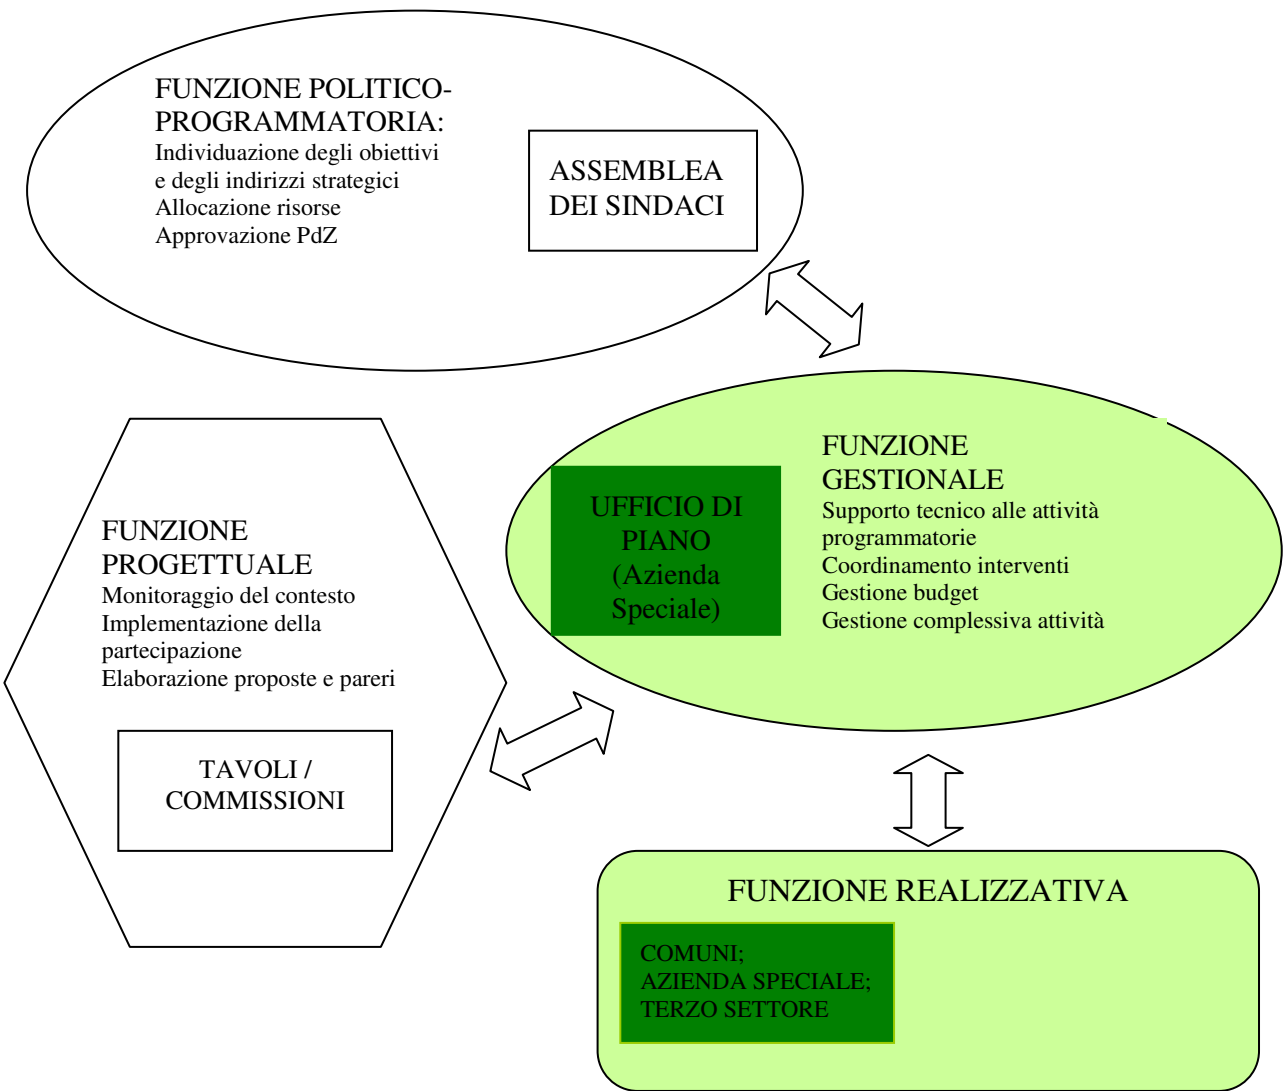 FUNZIONE POLITICO-
PROGRAMMATORIA:
Individuazione degli obiettivi
e degli indirizzi strategici
Allocazione risorse
Approvazione PdZ
ASSEMBLEA
DEI SINDACI
FUNZIONE
GESTIONALE
Supporto tecnico alle attività
programmatorie
Coordinamento interventi
Gestione budget
Gestione complessiva attività
UFFICIO DI
PIANO
(Azienda
Speciale)
FUNZIONE
PROGETTUALE
Monitoraggio del contesto
Implementazione della
partecipazione
Elaborazione proposte e pareri
TAVOLI /
COMMISSIONI
FUNZIONE REALIZZATIVA
COMUNI;
AZIENDA SPECIALE;
TERZO SETTORE